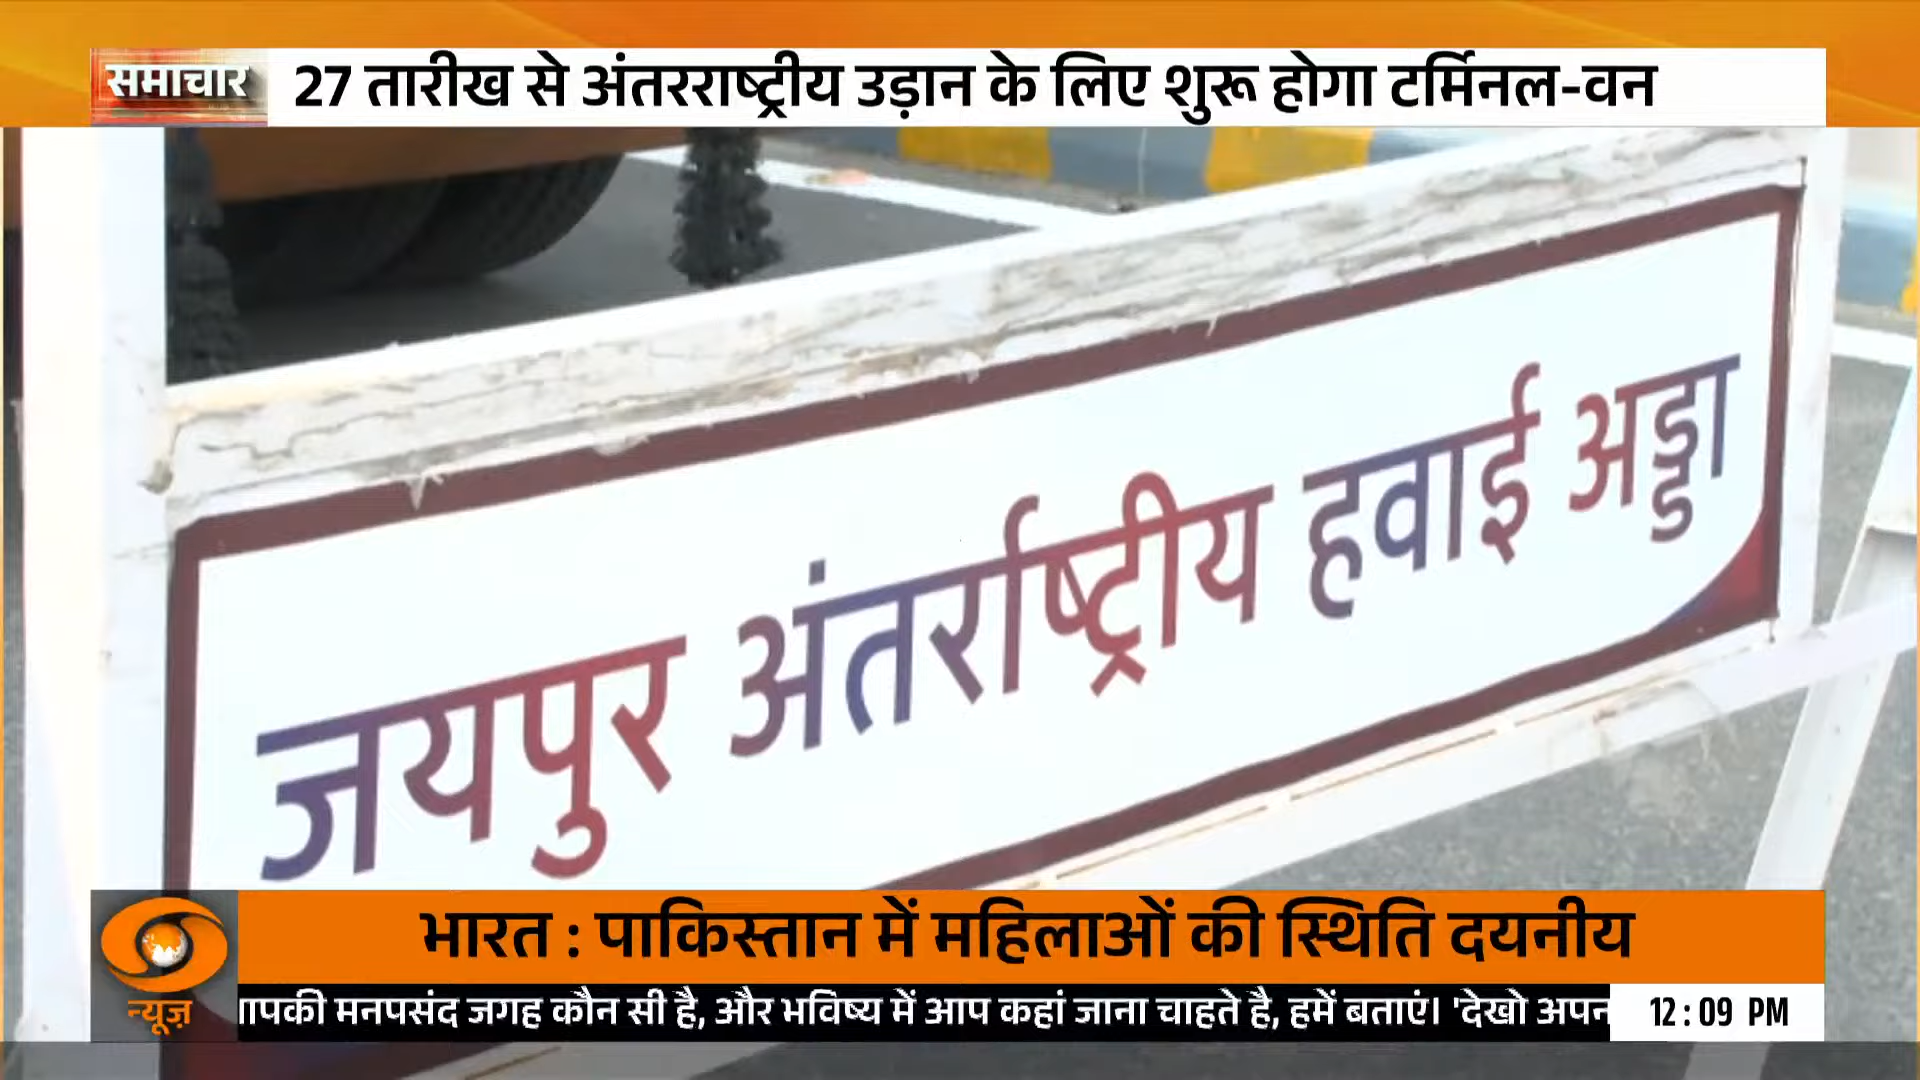 समाचार
27 तारीख से अंतरराष्ट्रीय उड़ान के लिए शुरू होगा टर्मिनल-वन
जयपुर अंतर्राष्ट्रीय हवाई अड्डा
भारत : पाकिस्तान में महिलाओं की स्थिति दयनीय
न्यूज़
मनपसंद जगह कौन सी है, और भविष्य में आप कहां जाना चाहते है, हमें बताएं। 'देखो
12:09 PM